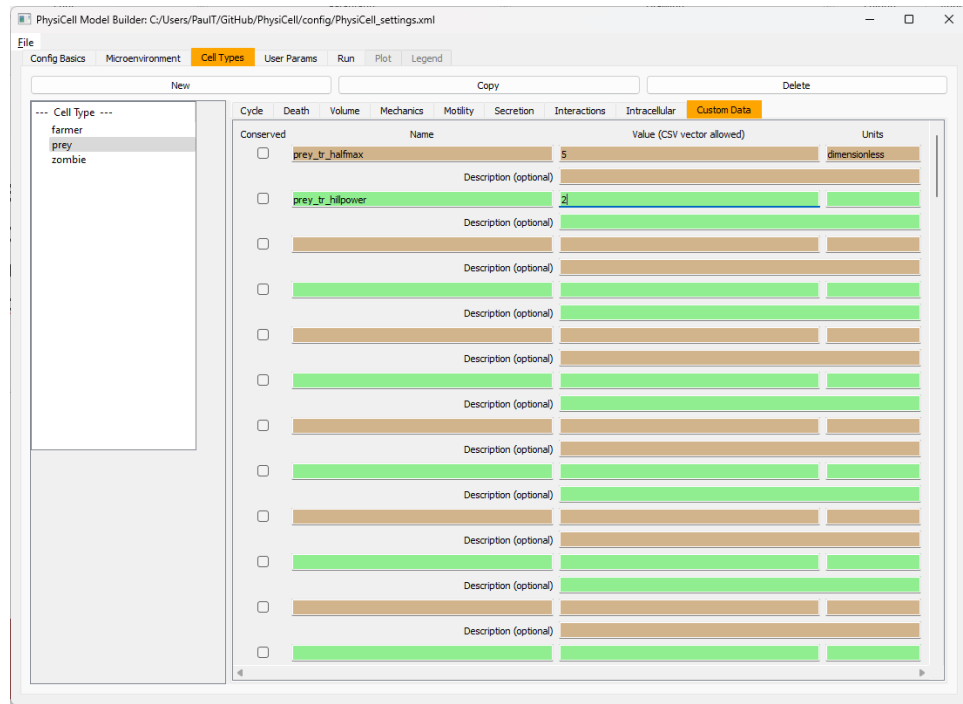 PhysiCell Model Builder: C:/Users/PaulT/GitHub/PhysiCell/config/PhysiCell_settings.xml
File
Config Basics Microenvironment Cell Types User Params Run Plot Legend
New Copy Delete
--- Cell Type ---
farmer
prey
zombie
Cycle Death Volume Mechanics Motility Secretion Interactions Intracellular Custom Data
Conserved Name Value (CSV vector allowed) Units
prey_tr_halfmax 5 dimensionless
Description (optional)
prey_tr_hillpower 2
Description (optional)
Description (optional)
Description (optional)
Description (optional)
Description (optional)
Description (optional)
Description (optional)
Description (optional)
Description (optional)
Description (optional)